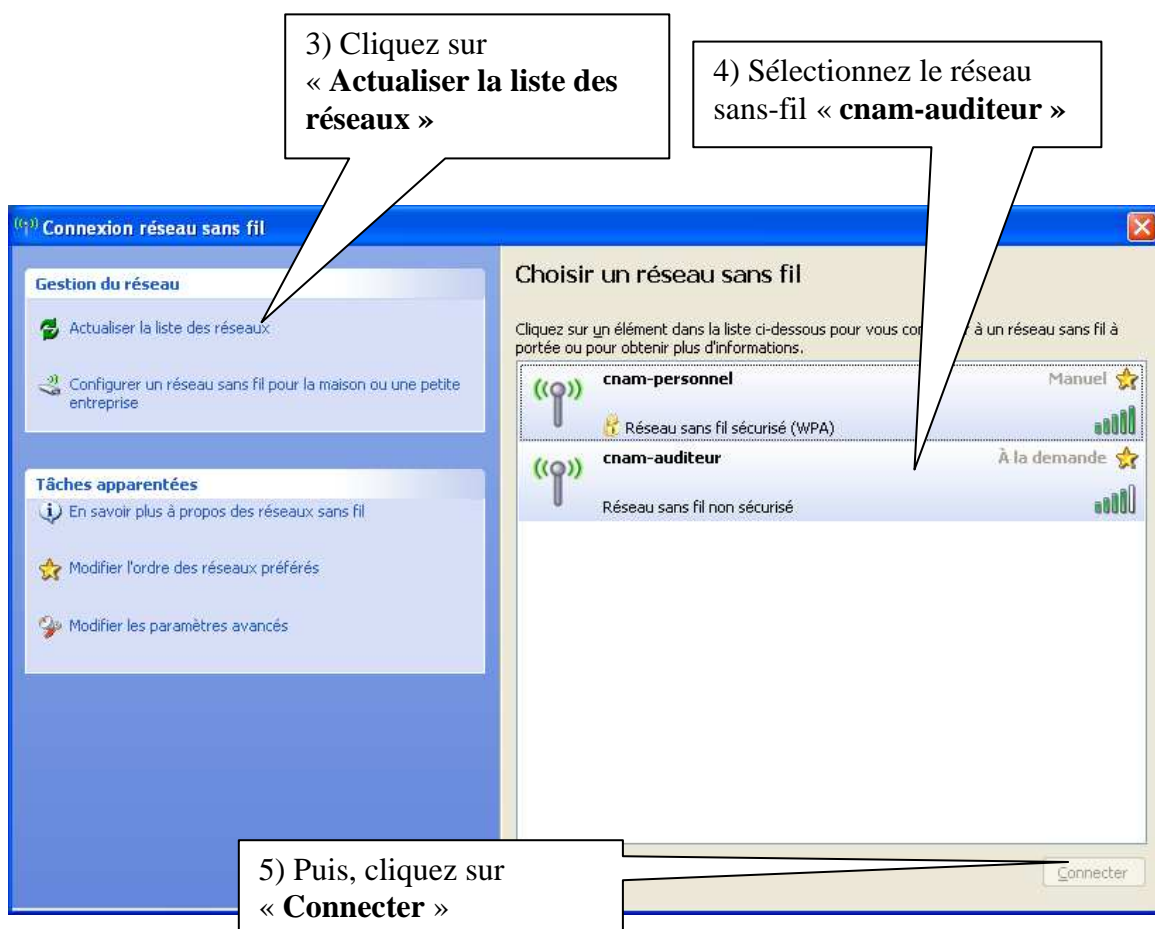 3) Cliquez sur
« Actualiser la liste des
réseaux »
4) Sélectionnez le réseau
sans-fil « cnam-auditeur »
Connexion réseau sans fil
Gestion du réseau
Actualiser la liste des réseaux
Configurer un réseau sans fil pour la maison ou une petite
entreprise
Tâches apparentées
En savoir plus à propos des réseaux sans fil
Modifier l'ordre des réseaux préférés
Modifier les paramètres avancés
Choisir un réseau sans fil
Cliquez sur un élément dans la liste ci-dessous pour vous à un réseau sans fil à
portée ou pour obtenir plus d'informations.
cnam-personnel
Manuel
Réseau sans fil sécurisé (WPA)
cnam-auditeur
À la demande
Réseau sans fil non sécurisé
5) Puis, cliquez sur
« Connecter »
Connecter